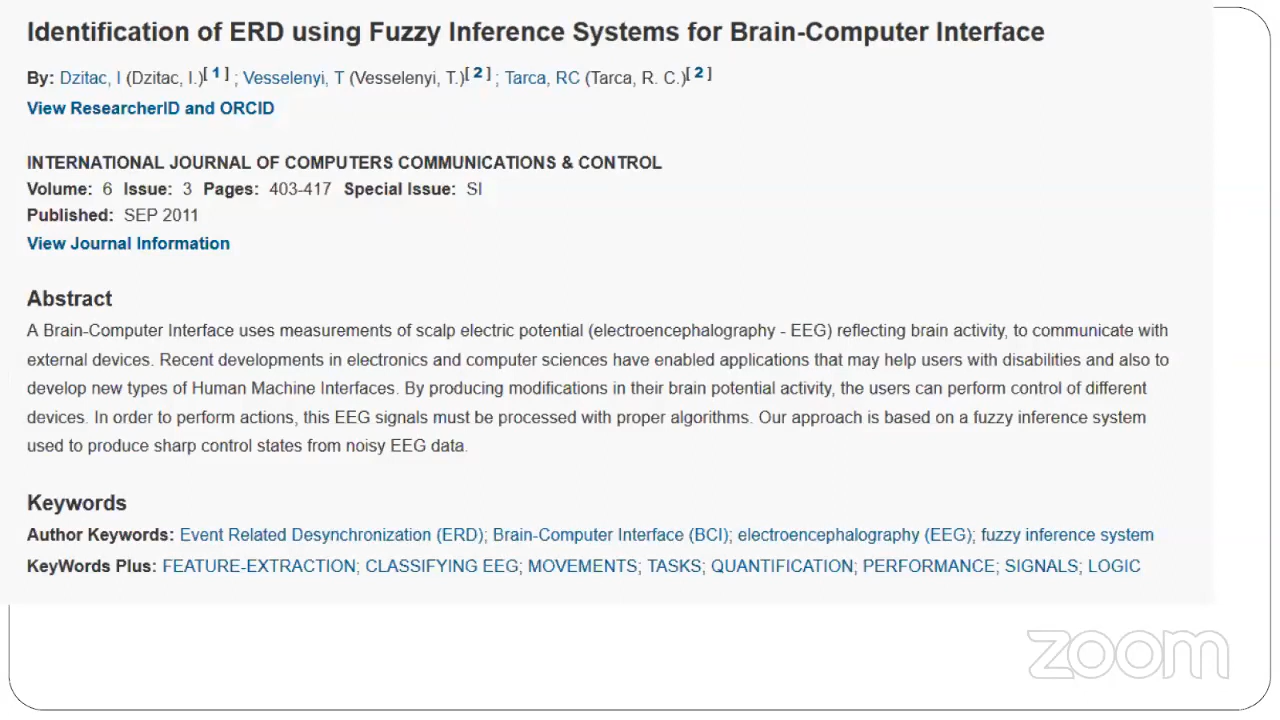 Identification of ERD using Fuzzy Inference Systems for Brain-Computer Interface
By: Dzitac, I (Dzitac, I.)[ 1 ] ; Vesselenyi, T (Vesselenyi, T.)[ 2 ] ; Tarca, RC (Tarca, R. C.)[ 2 ]
View ResearcherID and ORCID
INTERNATIONAL JOURNAL OF COMPUTERS COMMUNICATIONS & CONTROL
Volume: 6 Issue: 3 Pages: 403-417 Special Issue: SI
Published: SEP 2011
View Journal Information
Abstract
A Brain-Computer Interface uses measurements of scalp electric potential (electroencephalography - EEG) reflecting brain activity, to communicate with
external devices. Recent developments in electronics and computer sciences have enabled applications that may help users with disabilities and also to
develop new types of Human Machine Interfaces. By producing modifications in their brain potential activity, the users can perform control of different
devices. In order to perform actions, this EEG signals must be processed with proper algorithms. Our approach is based on a fuzzy inference system
used to produce sharp control states from noisy EEG data.
Keywords
Author Keywords: Event Related Desynchronization (ERD); Brain-Computer Interface (BCI); electroencephalography (EEG); fuzzy inference system
KeyWords Plus: FEATURE-EXTRACTION; CLASSIFYING EEG; MOVEMENTS; TASKS; QUANTIFICATION; PERFORMANCE; SIGNALS; LOGIC
zoom